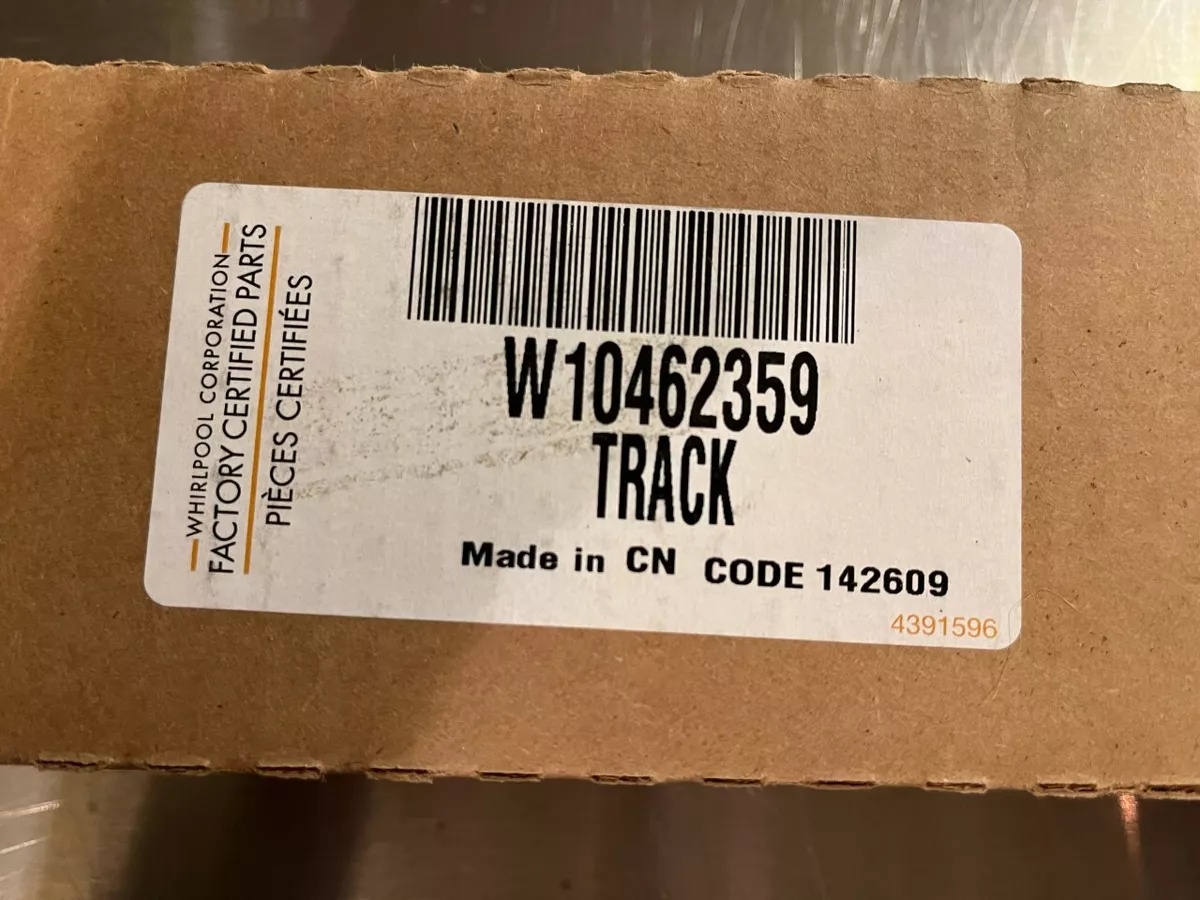 WHIRLPOOL CORPORATION
FACTORY CERTIFIED PARTS
PIÈCES CERTIFIÉES
W10462359
TRACK
Made in CN CODE 142609
4391596